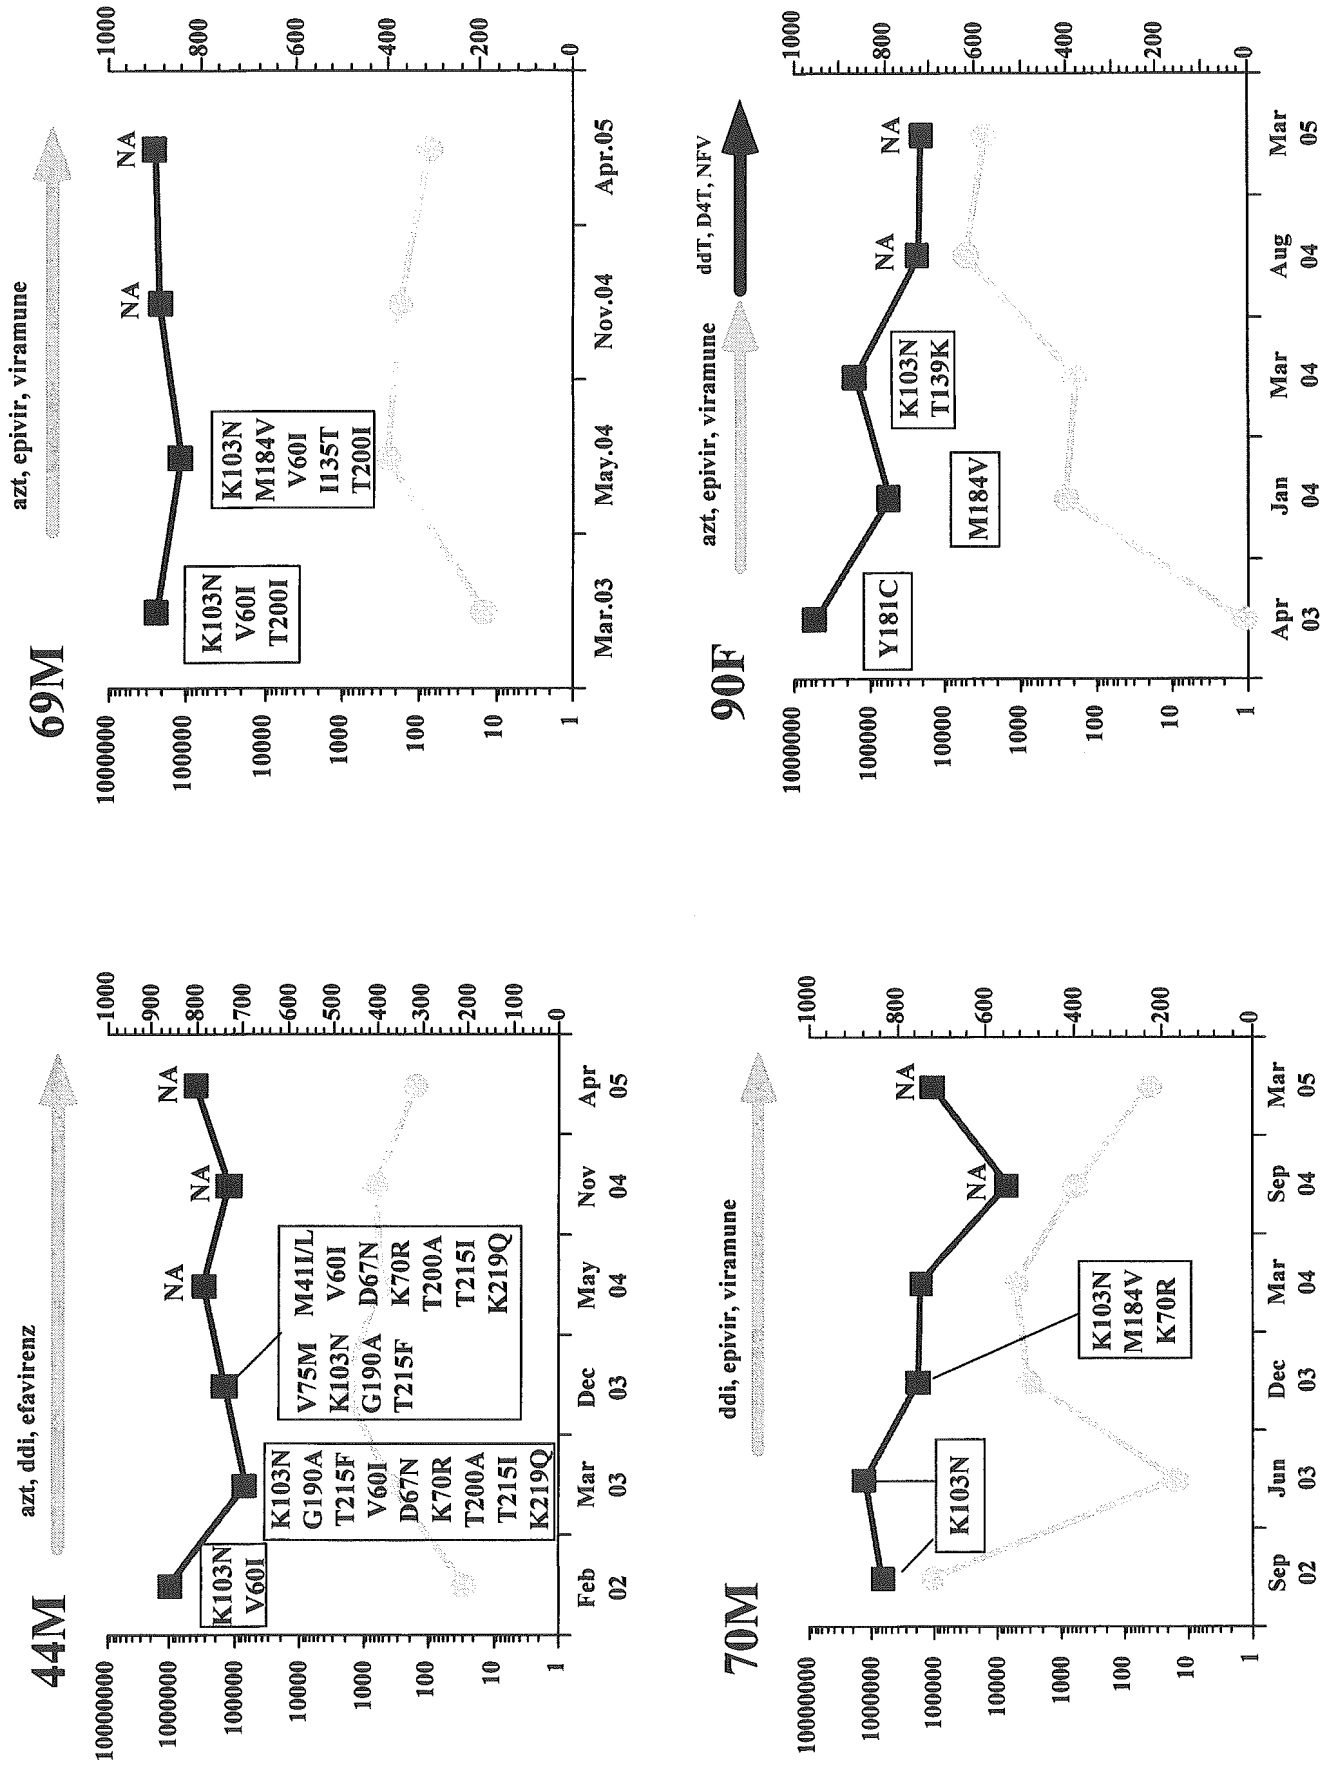 44M
azt, ddi, efavirenz
10000000
1000000
100000
10000
1000
100
10
1
1000
900
800
700
600
500
400
300
200
100
0
NA
NA
NA
K103N
V60I
K103N
G190A
T215F
V60I
D67N
K70R
T200A
T215I
K219Q
V75M M41I/L
K103N V60I
G190A D67N
T215F K70R
T200A
T215I
K219Q
Feb Mar Dec May Nov Apr
02 03 03 04 04 05
69M
azt, epivir, viramune
1000000
100000
10000
1000
100
10
1
1000
800
600
400
200
0
NA
NA
K103N
V60I
T200I
K103N
M184V
V60I
I135T
T200I
Mar.03 May.04 Nov.04 Apr.05
70M
ddi, epivir, viramune
10000000
1000000
100000
10000
1000
100
10
1
1000
800
600
400
200
0
NA
NA
K103N
K103N
M184V
K70R
Sep Jun Dec Mar Sep Mar
02 03 03 04 04 05
90F
azt, epivir, viramune
ddT, D4T, NFV
1000000
100000
10000
1000
100
10
1
1000
800
600
400
200
0
NA
NA
Y181C
M184V
K103N
T139K
Apr Jan Mar Aug Mar
03 04 04 04 05